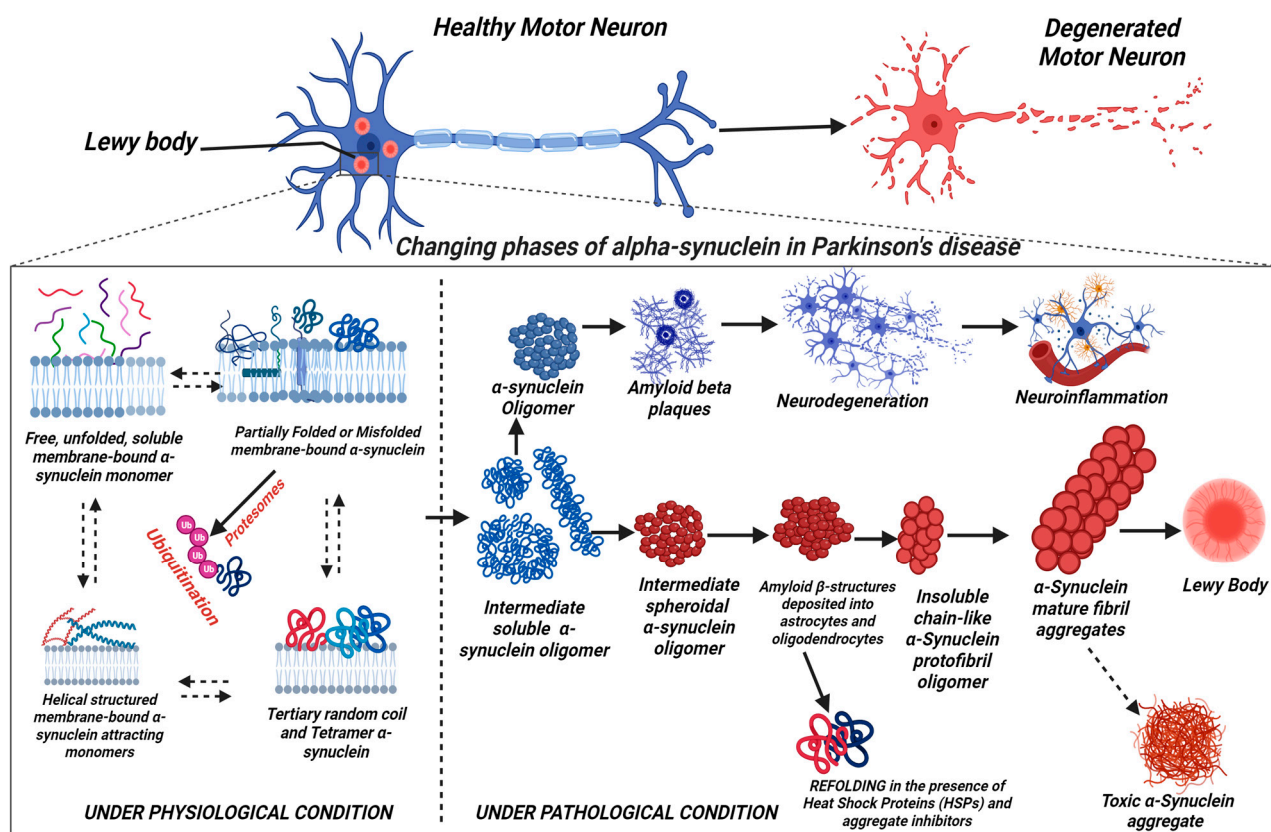 Healthy Motor Neuron
Degenerated
Motor Neuron
Lewy body
Changing phases of alpha-synuclein in Parkinson's disease
Free, unfolded, soluble
membrane-bound α-
synuclein monomer
Partially Folded or Misfolded
membrane-bound α-synuclein
Protesomes
Ubiquitination
Ub
Ub
Ub
Ub
Helical structured
membrane-bound α-
synuclein attracting
monomers
Tertiary random coil
and Tetramer α-
synuclein
UNDER PHYSIOLOGICAL CONDITION
α-synuclein
Oligomer
Amyloid beta
plaques
Neurodegeneration
Neuroinflammation
Intermediate
soluble α-
synuclein oligomer
Intermediate
spheroidal
α-synuclein
oligomer
Amyloid β-structures
deposited into
astrocytes and
oligodendrocytes
Insoluble
chain-like
α-Synuclein
protofibril
oligomer
α-Synuclein
mature fibril
aggregates
Lewy Body
REFOLDING in the presence of
Heat Shock Proteins (HSPs) and
aggregate inhibitors
Toxic α-Synuclein
aggregate
UNDER PATHOLOGICAL CONDITION